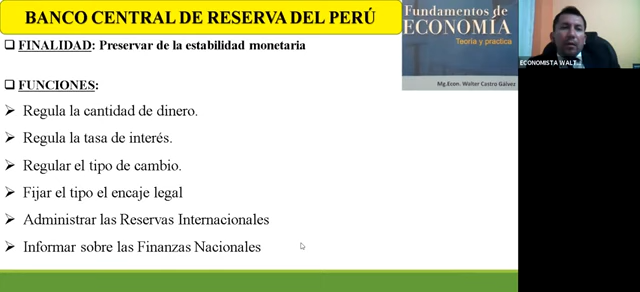 BANCO CENTRAL DE RESERVA DEL PERÚ
❑ FINALIDAD: Preservar de la estabilidad monetaria
❑ FUNCIONES:
➢ Regula la cantidad de dinero.
➢ Regula la tasa de interés.
➢ Regular el tipo de cambio.
➢ Fijar el tipo el encaje legal
➢ Administrar las Reservas Internacionales
➢ Informar sobre las Finanzas Nacionales
Fundamentos de
ECONOMÍA
Teoría y practica
Mg.Econ. Walter Castro Gálvez
ECONOMISTA WALT...